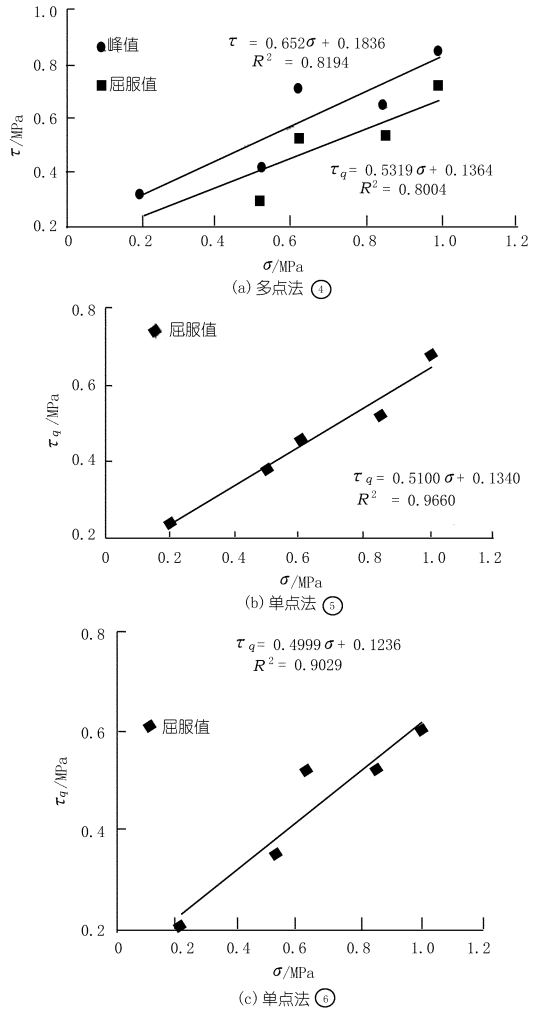 1.0
0.8
0.6
0.4
0.2
τ/MPa
峰值
屈服值
τ = 0.652σ + 0.1836
R² = 0.8194
τq = 0.5319σ + 0.1364
R² = 0.8004
0 0.2 0.4 0.6 0.8 1.0 1.2
σ/MPa
(a) 多点法 ④
0.8
0.6
0.4
0.2
τq/MPa
屈服值
τq = 0.5100σ + 0.1340
R² = 0.9660
0 0.2 0.4 0.6 0.8 1.0 1.2
σ/MPa
(b) 单点法 ⑤
0.8
0.6
0.4
0.2
τq/MPa
τq = 0.4999σ + 0.1236
R² = 0.9029
屈服值
0 0.2 0.4 0.6 0.8 1.0 1.2
σ/MPa
(c) 单点法 ⑥